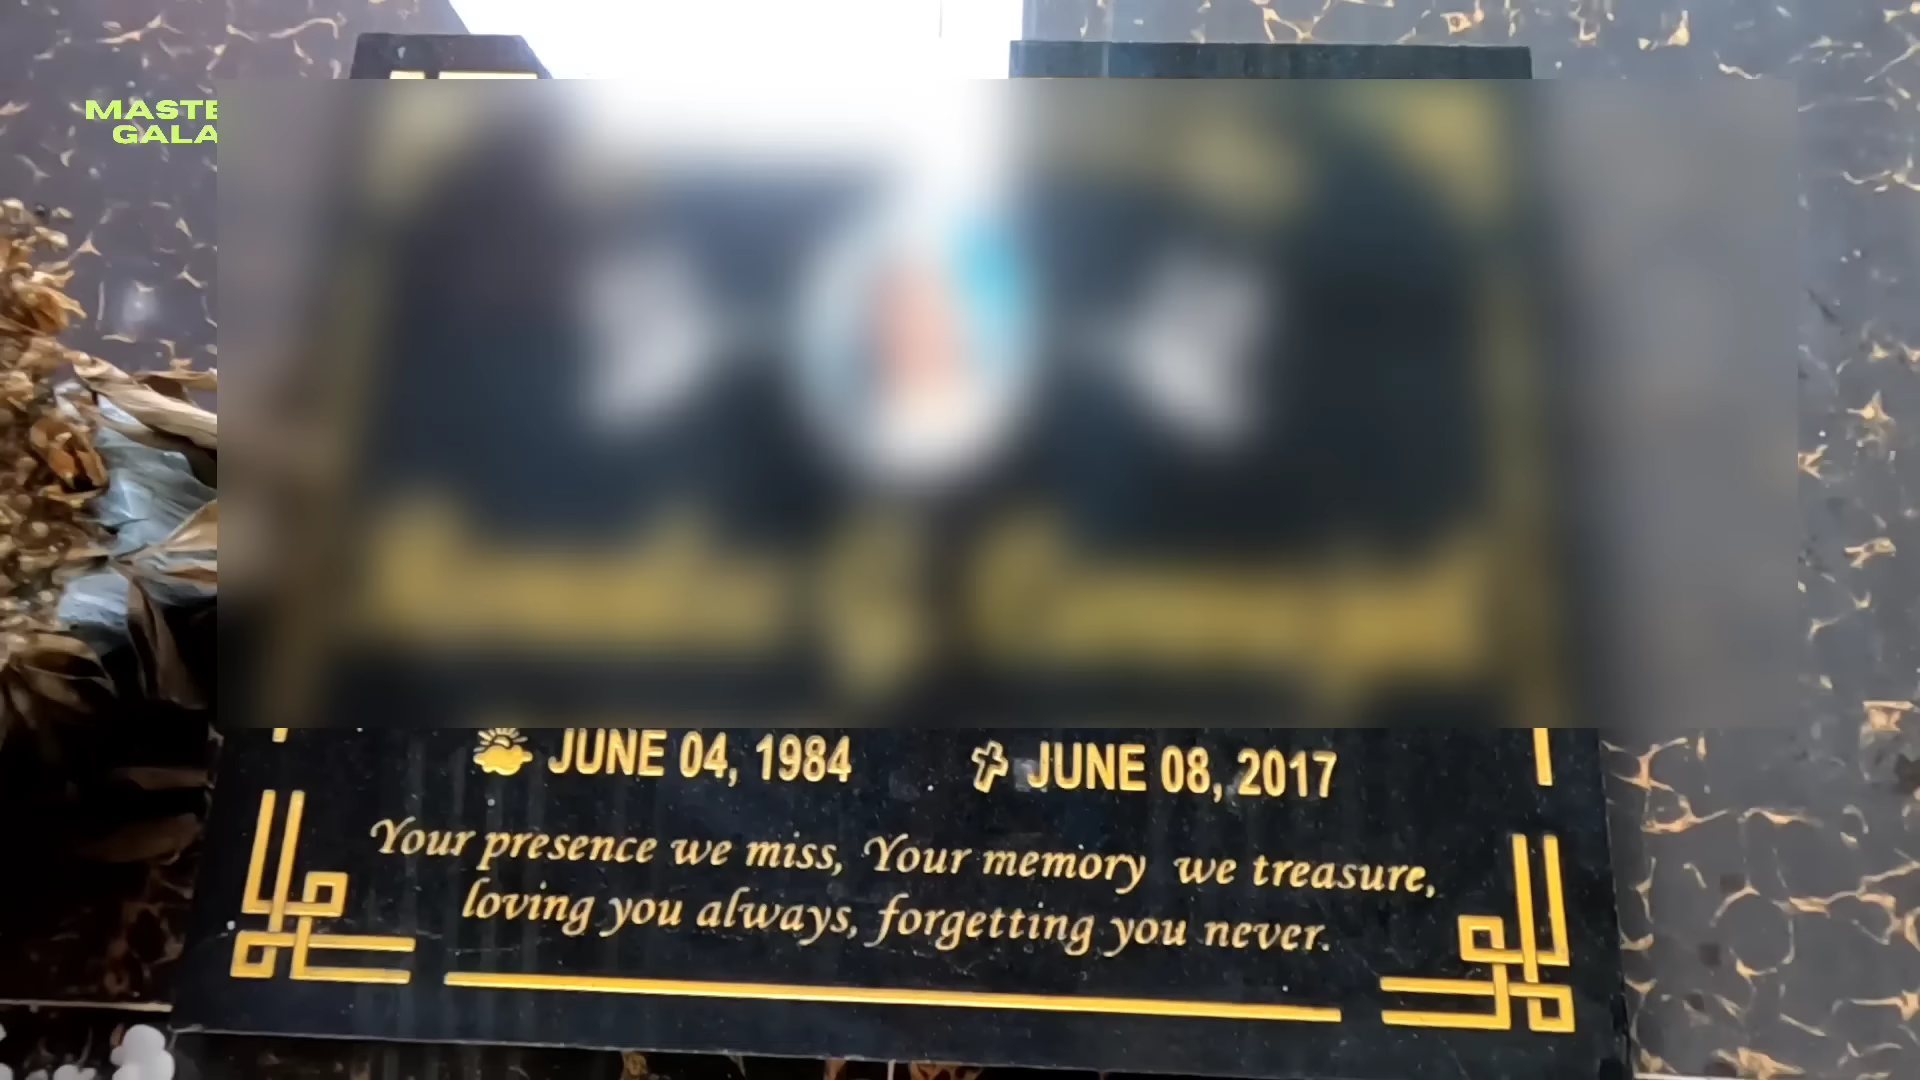 MASTE
GALA
JUNE 04, 1984
JUNE 08, 2017
Your presence we miss, Your memory we treasure,
loving you always, forgetting you never.